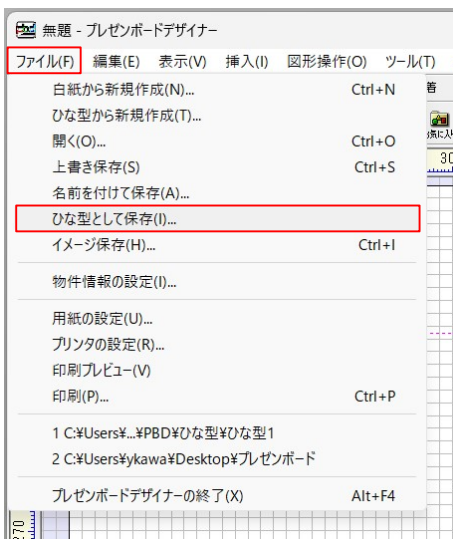 無題 - プレゼンボードデザイナー
ファイル(F) 編集(E) 表示(V) 挿入(I) 図形操作(O) ツール(T)
白紙から新規作成(N)... Ctrl+N
着
ひな型から新規作成(T)...
開く(O)... Ctrl+O
上書き保存(S) Ctrl+S
30
名前を付けて保存(A)...
ひな型として保存(I)...
イメージ保存(H)... Ctrl+I
物件情報の設定(I)...
用紙の設定(U)...
プリンタの設定(R)...
印刷プレビュー(V)
印刷(P)... Ctrl+P
1 C:¥Users¥...¥PBD¥ひな型¥ひな型1
2 C:¥Users¥ykawa¥Desktop¥プレゼンボード
プレゼンボードデザイナーの終了(X) Alt+F4
270